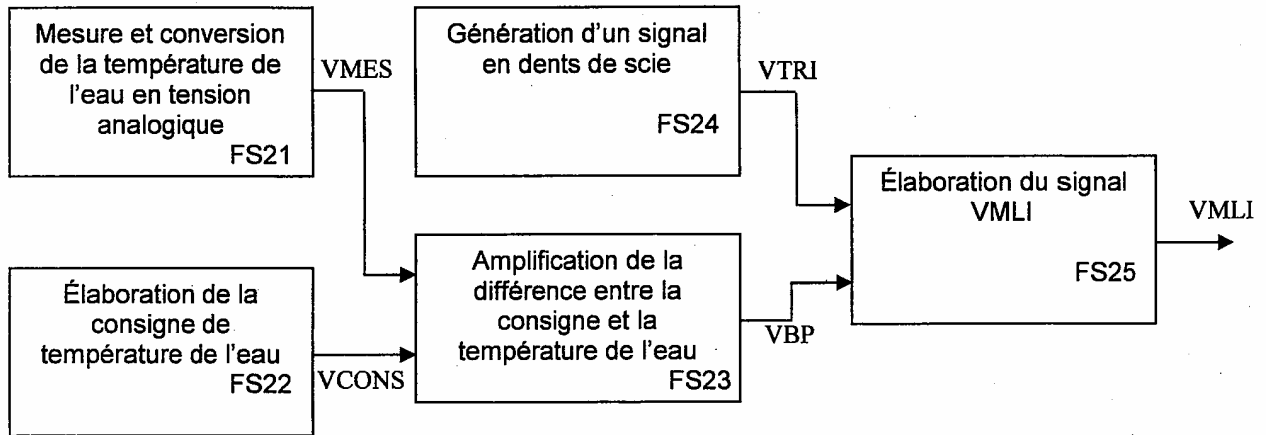 Mesure et conversion
de la température de
l'eau en tension
analogique
FS21
VMES
Génération d'un signal
en dents de scie
FS24
VTRI
Élaboration de la
consigne de
température de l'eau
FS22
VCONS
Amplification de la
différence entre la
consigne et la
température de l'eau
FS23
VBP
Élaboration du signal
VMLI
FS25
VMLI